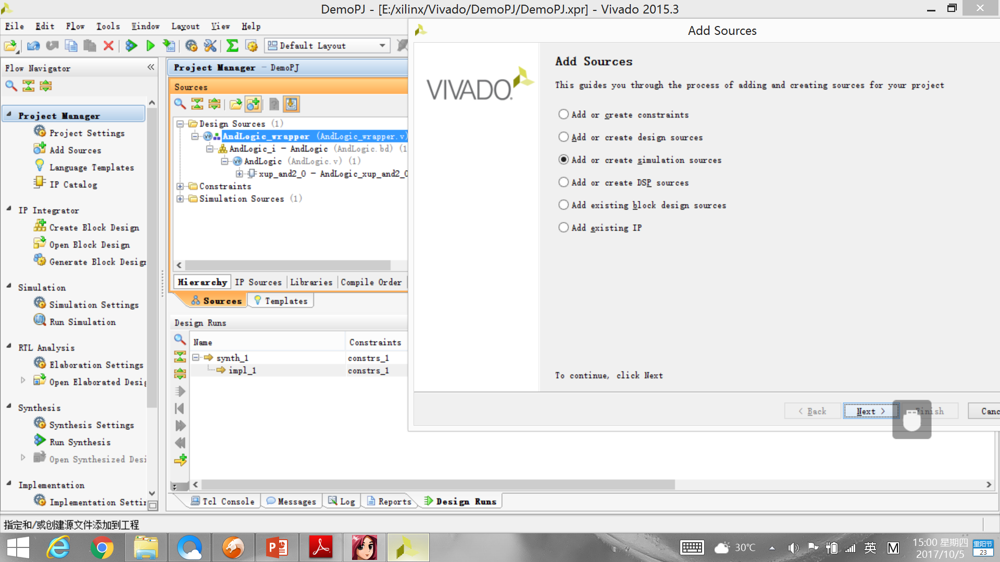 DemoPJ - [E:/xilinx/Vivado/DemoPJ/DemoPJ.xpr] - Vivado 2015.3
File Edit Flow Tools Window Layout View Help
Default Layout
Flow Navigator
Project Manager
Project Settings
Add Sources
Language Templates
IP Catalog
IP Integrator
Create Block Design
Open Block Design
Generate Block Design
Simulation
Simulation Settings
Run Simulation
RTL Analysis
Elaboration Settings
Open Elaborated Desi
Synthesis
Synthesis Settings
Run Synthesis
Open Synthesized Desi
Implementation
Implementation Setti
Project Manager - DemoPJ
Sources
Design Sources (1)
AndLogic_wrapper (AndLogic_wrapper.v)
AndLogic_i - AndLogic (AndLogic.bd) (1
AndLogic (AndLogic.v) (1)
xup_and2_0 - AndLogic_xup_and2_0
Constraints
Simulation Sources (1)
Hierarchy IP Sources Libraries Compile Order
Sources Templates
Design Runs
Name Constraints
synth_1 constrs_1
impl_1 constrs_1
Tcl Console Messages Log Reports Design Runs
Add Sources
VIVADO
Add Sources
This guides you through the process of adding and creating sources for your project
Add or create constraints
Add or create design sources
Add or create simulation sources
Add or create DSP sources
Add existing block design sources
Add existing IP
To continue, click Next
< Back Next > Finish Canc
指定和/或创建源文件添加到工程
30℃
英
M
15:00 星期四
2017/10/5
重阳节
23